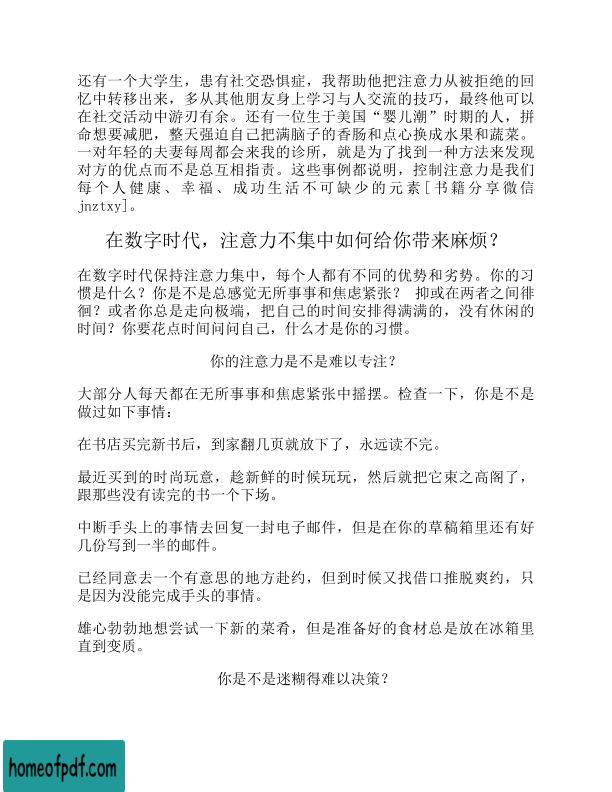 还有一个大学生，患有社交恐惧症，我帮助他把注意力从被拒绝的回
忆中转移出来，多从其他朋友身上学习与人交流的技巧，最终他可以
在社交活动中游刃有余。还有一位生于美国“婴儿潮”时期的人，拼
命想要减肥，整天强迫自己把满脑子的香肠和点心换成水果和蔬菜。
一对年轻的夫妻每周都会来我的诊所，就是为了找到一种方法来发现
对方的优点而不是总互相指责。这些事例都说明，控制注意力是我们
每个人健康、幸福、成功生活不可缺少的元素[书籍分享微信
jnztxy]。
在数字时代，注意力不集中如何给你带来麻烦？
在数字时代保持注意力集中，每个人都有不同的优势和劣势。你的习
惯是什么？你是不是总感觉无所事事和焦虑紧张？ 抑或在两者之间徘
徊？或者你总是走向极端，把自己的时间安排得满满的，没有休闲的
时间？你要花点时间问问自己，什么才是你的习惯。
你的注意力是不是难以专注？
大部分人每天都在无所事事和焦虑紧张中摇摆。检查一下，你是不是
做过如下事情：
在书店买完新书后，到家翻几页就放下了，永远读不完。
最近买到的时尚玩意，趁新鲜的时候玩玩，然后就把它束之高阁了，
跟那些没有读完的书一个下场。
中断手头上的事情去回复一封电子邮件，但是在你的草稿箱里还有好
几份写到一半的邮件。
已经同意去一个有意思的地方赴约，但到时候又找借口推脱爽约，只
是因为没能完成手头的事情。
雄心勃勃地想尝试一下新的菜肴，但是准备好的食材总是放在冰箱里
直到变质。
你是不是迷糊得难以决策？
homeofpdf.com